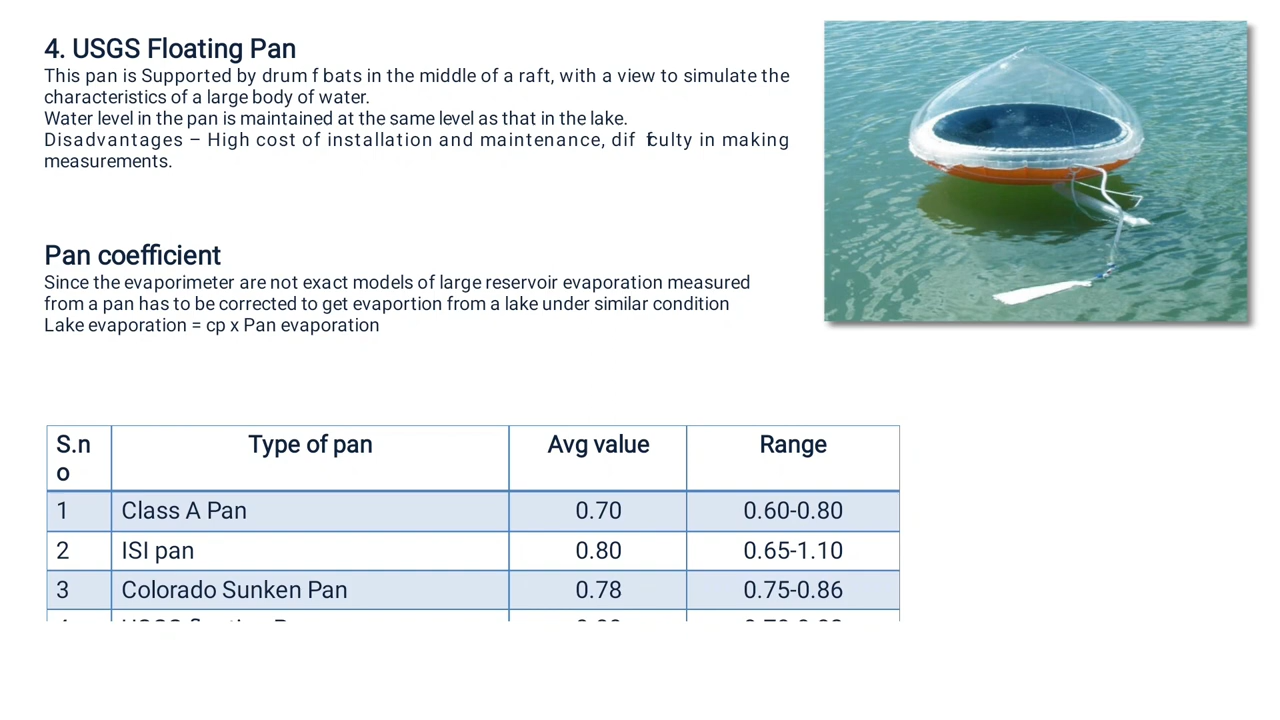 4. USGS Floating Pan
This pan is Supported by drum f bats in the middle of a raft, with a view to simulate the
characteristics of a large body of water.
Water level in the pan is maintained at the same level as that in the lake.
Disadvantages – High cost of installation and maintenance, dif fculty in making
measurements.
Pan coefficient
Since the evaporimeter are not exact models of large reservoir evaporation measured
from a pan has to be corrected to get evaportion from a lake under similar condition
Lake evaporation = cp x Pan evaporation
S.n
o
Type of pan Avg value Range
1 Class A Pan 0.70 0.60-0.80
2 ISI pan 0.80 0.65-1.10
3 Colorado Sunken Pan 0.78 0.75-0.86